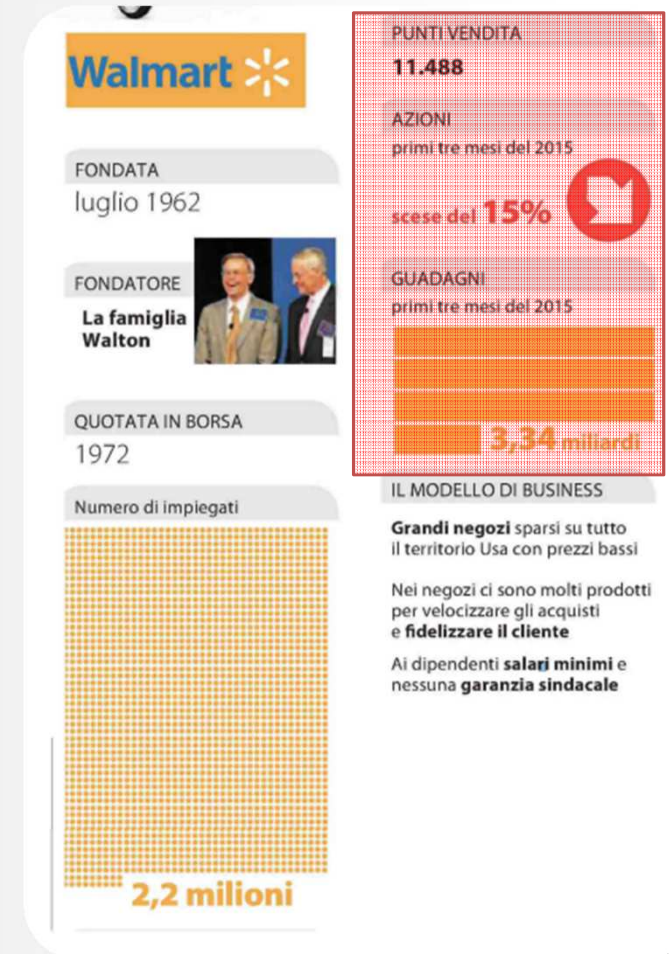 Walmart
FONDATA
luglio 1962
FONDATORE
La famiglia
Walton
QUOTATA IN BORSA
1972
Numero di impiegati
2,2 milioni
PUNTI VENDITA
11.488
AZIONI
primi tre mesi del 2015
scese del 15%
GUADAGNI
primi tre mesi del 2015
3,34 miliardi
IL MODELLO DI BUSINESS
Grandi negozi sparsi su tutto
il territorio Usa con prezzi bassi
Nei negozi ci sono molti prodotti
per velocizzare gli acquisti
e fidelizzare il cliente
Ai dipendenti salari minimi e
nessuna garanzia sindacale